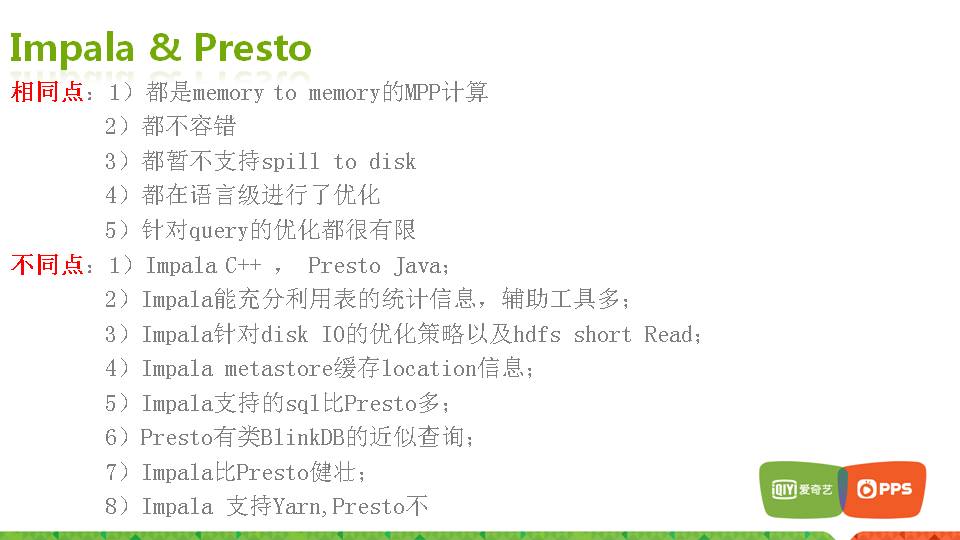 Impala & Presto
相同点：1）都是memory to memory的MPP计算
2）都不容错
3）都暂不支持spill to disk
4）都在语言级进行了优化
5）针对query的优化都很有限
不同点：1）Impala C++ ， Presto Java；
2）Impala能充分利用表的统计信息，辅助工具多；
3）Impala针对disk IO的优化策略以及hdfs short Read；
4）Impala metastore缓存location信息；
5）Impala支持的sql比Presto多；
6）Presto有类BlinkDB的近似查询；
7）Impala比Presto健壮；
8）Impala 支持Yarn,Presto不
iQIYI 爱奇艺 PPS